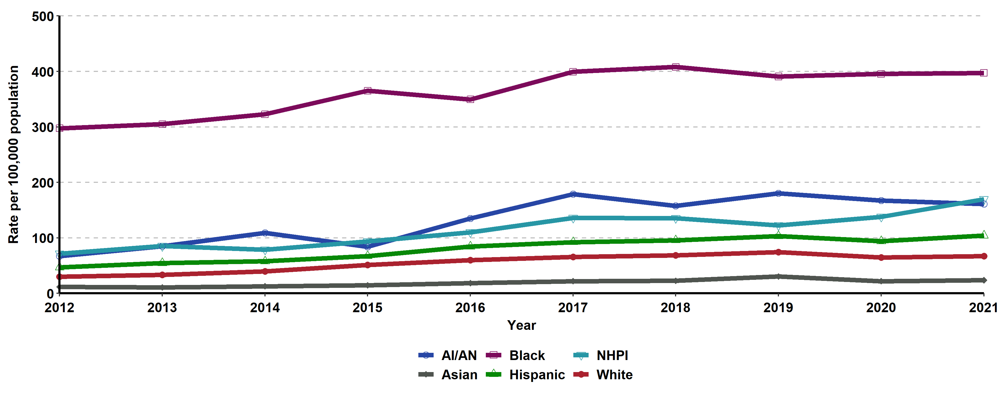 500
400
300
200
100
0
Rate per 100,000 population
2012 2013 2014 2015 2016 2017 2018 2019 2020 2021
Year
AI/AN Black NHPI
Asian Hispanic White